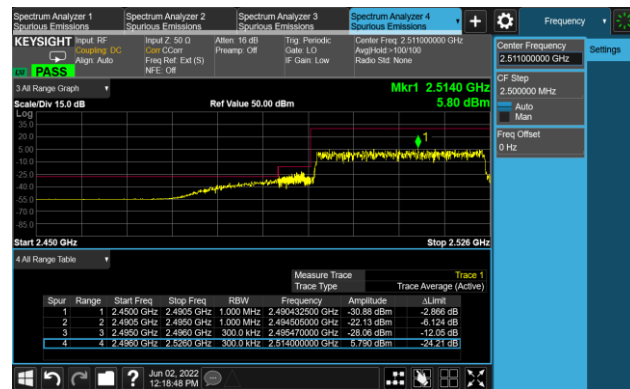 Spectrum Analyzer 1
Spurious Emissions
Spectrum Analyzer 2
Spurious Emissions
Spectrum Analyzer 3
Spurious Emissions
Spectrum Analyzer 4
Spurious Emissions
Frequency
KEYSIGHT
Input: RF
Coupling: DC
Align: Auto
Input Z: 50 Ω
Corr CCorr
Freq Ref: Ext (S)
NFE: Off
Atten: 16 dB
Preamp: Off
Trig: Periodic
Gate: LO
IF Gain: Low
Center Freq: 2.511000000 GHz
Avg|Hold:>100/100
Radio Std: None
PASS
Center Frequency
2.511000000 GHz
Settings
CF Step
2.500000 MHz
Auto
Man
Freq Offset
0 Hz
3 All Range Graph
Mkr1 2.5140 GHz
Scale/Div 15.0 dB
Ref Value 50.00 dBm
5.80 dBm
Log
35.0
20.0
5.00
-10.0
-25.0
-40.0
-55.0
-70.0
-85.0
1
Start 2.450 GHz
Stop 2.526 GHz
4 All Range Table
Measure Trace Trace 1
Trace Type Trace Average (Active)
Spur Range Start Freq Stop Freq RBW Frequency Amplitude ΔLimit
1 1 2.4500 GHz 2.4905 GHz 1.000 MHz 2.490432500 GHz -30.88 dBm -2.866 dB
2 2 2.4905 GHz 2.4950 GHz 1.000 MHz 2.494505000 GHz -22.13 dBm -6.124 dB
3 3 2.4950 GHz 2.4960 GHz 300.0 kHz 2.495470000 GHz -28.06 dBm -12.05 dB
4 4 2.4960 GHz 2.5260 GHz 300.0 kHz 2.514000000 GHz 5.790 dBm -24.21 dB
Jun 02, 2022
12:18:48 PM